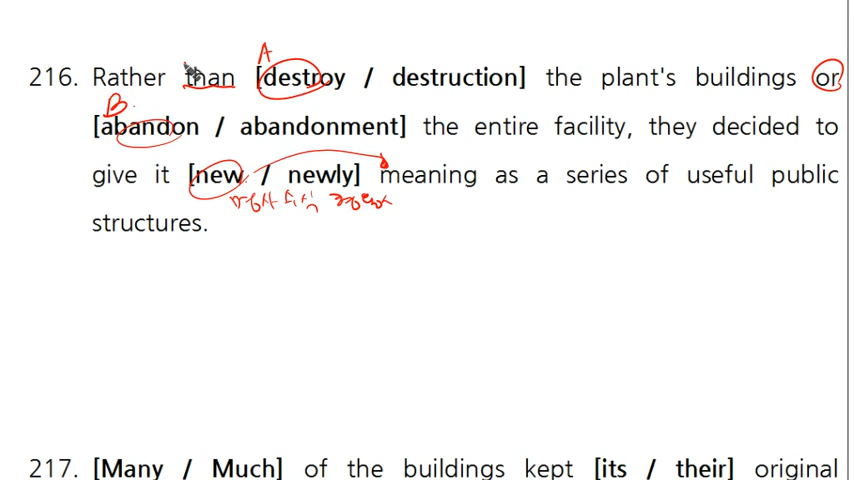 A
216. Rather than [destroy / destruction] the plant's buildings or
B
[abandon / abandonment] the entire facility, they decided to
give it [new / newly] meaning as a series of useful public
structures.
217. [Many / Much] of the buildings kept [its / their] original